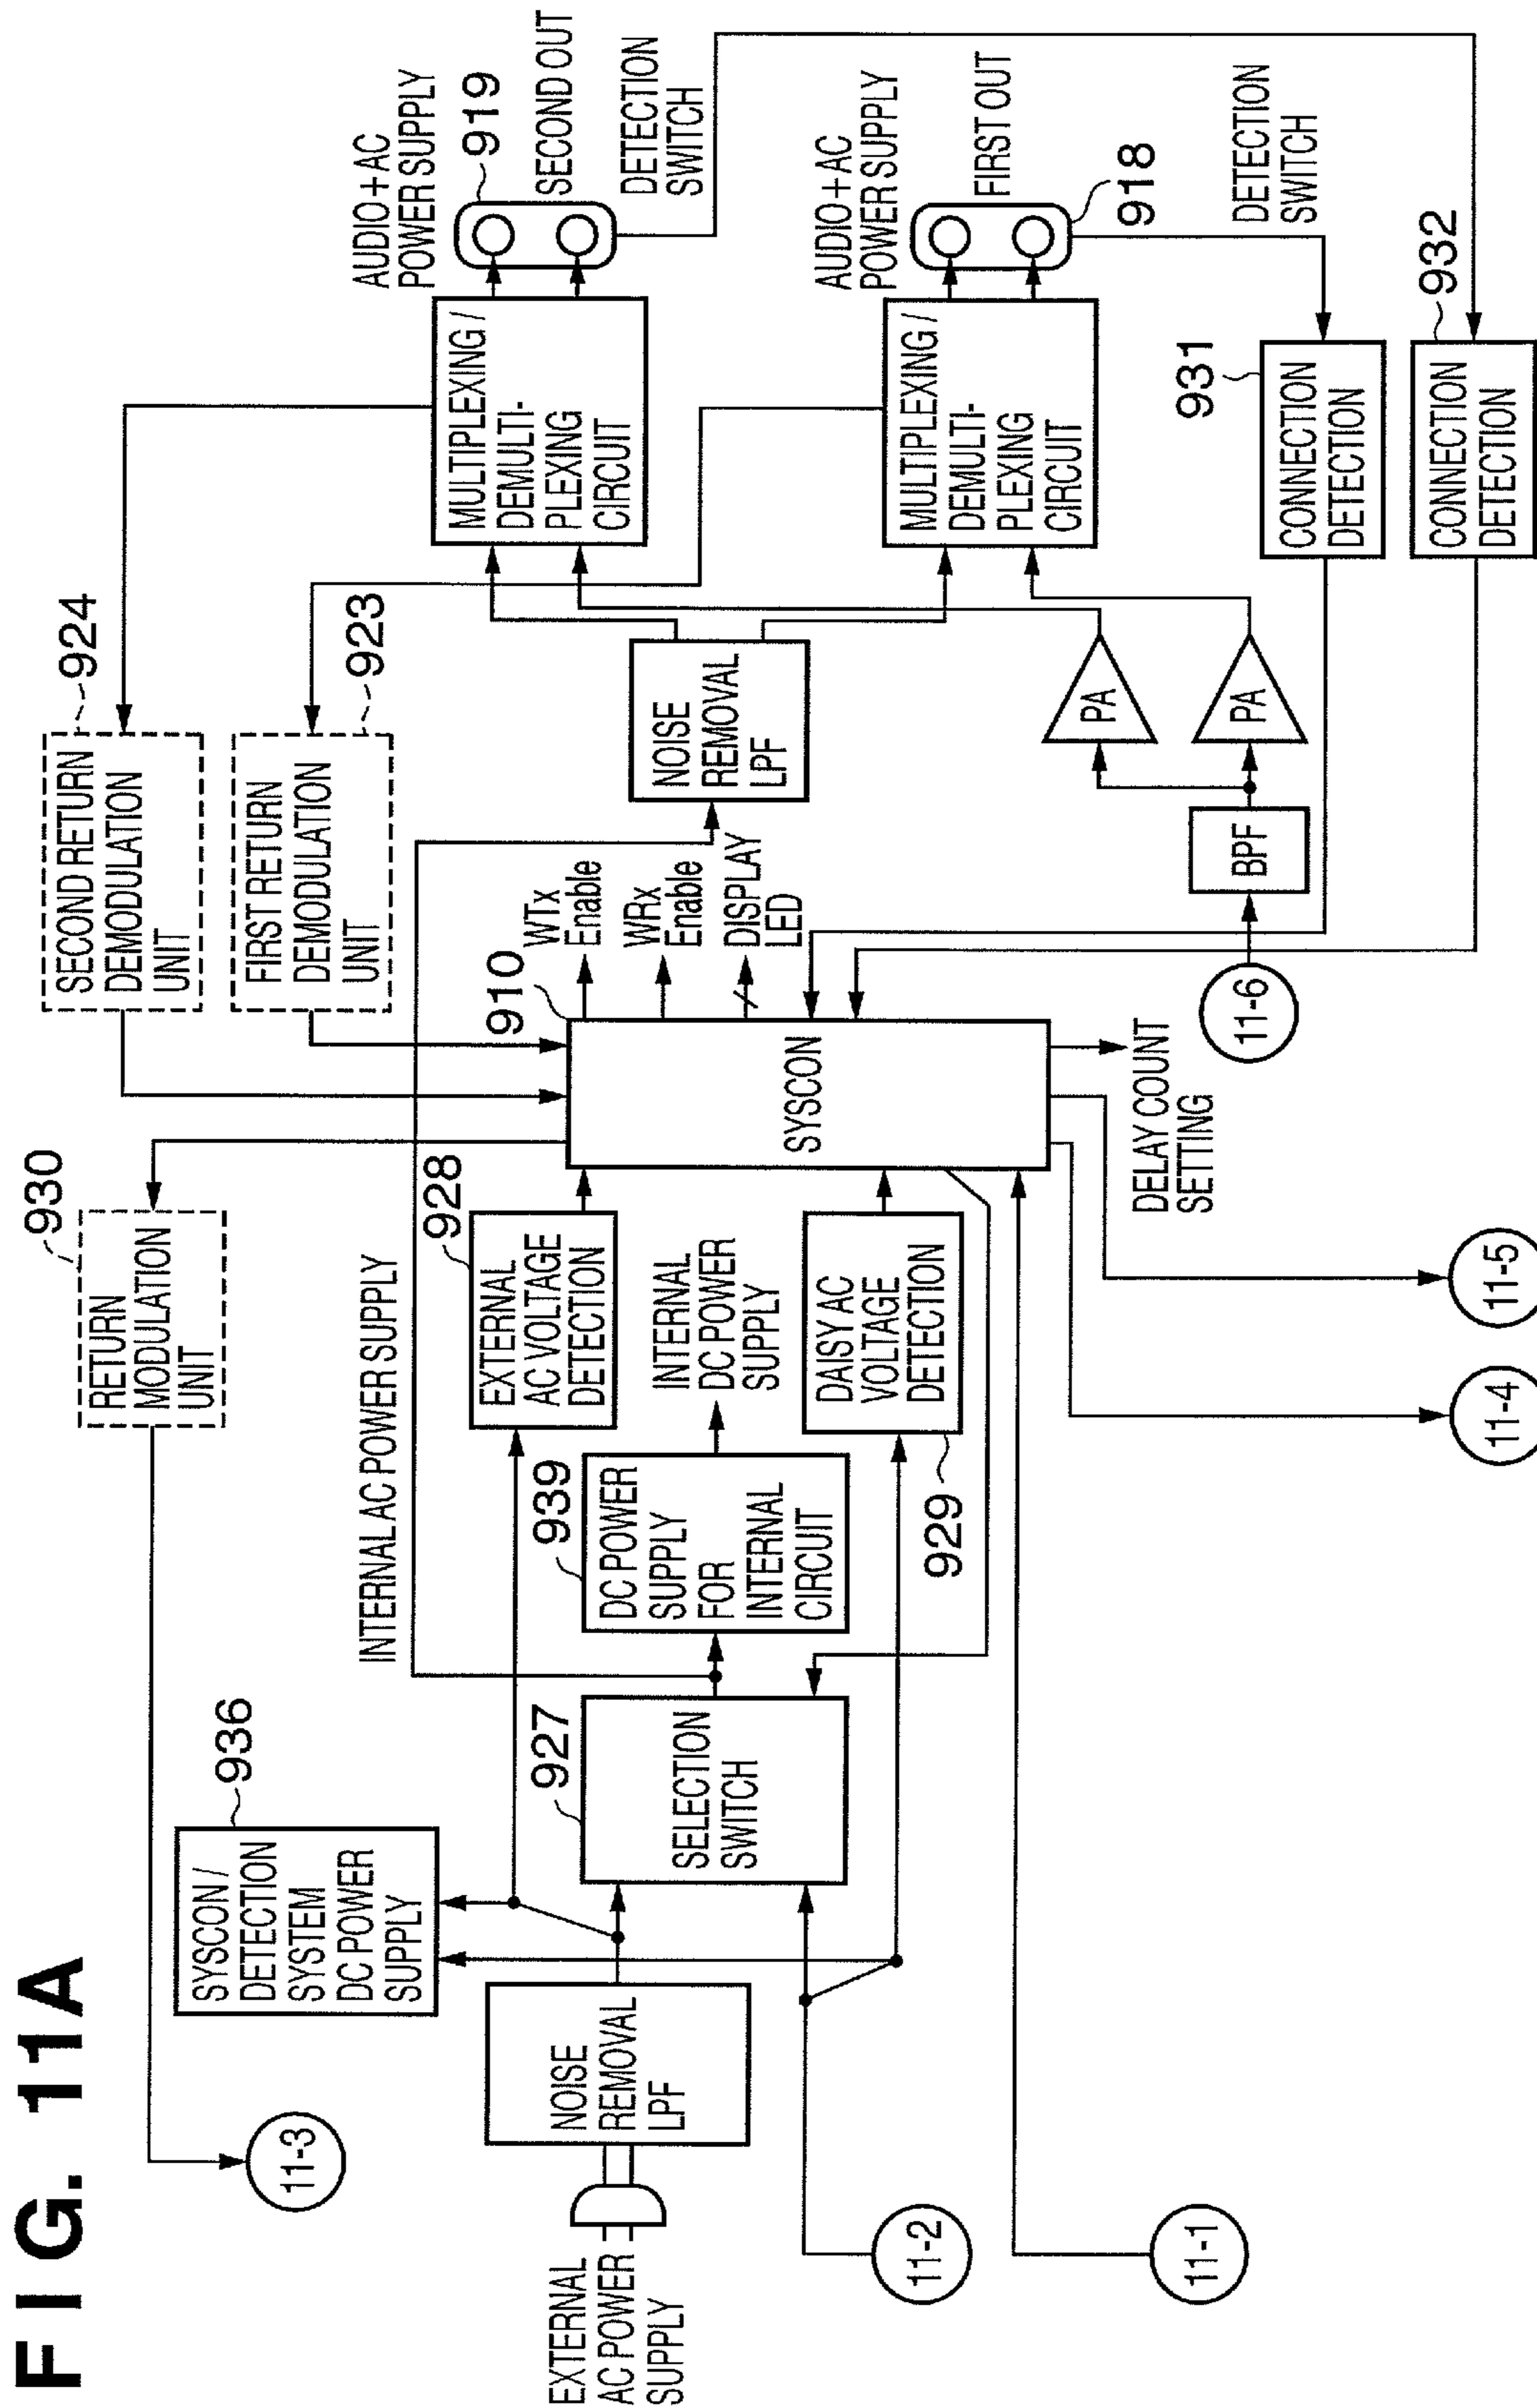 FIG. 11A
11-3
RETURN
MODULATION
UNIT
930
SECOND RETURN
DEMODULATION
UNIT
924
FIRST RETURN
DEMODULATION
UNIT
923
SYSCON /
DETECTION
SYSTEM
DC POWER
SUPPLY
936
INTERNAL AC POWER SUPPLY
EXTERNAL
AC POWER
SUPPLY
NOISE
REMOVAL
LPF
SELECTION
SWITCH
927
DC POWER
SUPPLY
FOR
INTERNAL
CIRCUIT
939
INTERNAL
DC POWER
SUPPLY
EXTERNAL
AC VOLTAGE
DETECTION
928
DAISY AC
VOLTAGE
DETECTION
929
SYSCON
910
WTx
Enable
WRx
Enable
DISPLAY
LED
NOISE
REMOVAL
LPF
MULTIPLEXING /
DEMULTI-
PLEXING
CIRCUIT
AUDIO+AC
POWER SUPPLY
919
SECOND OUT
DETECTION
SWITCH
MULTIPLEXING /
DEMULTI-
PLEXING
CIRCUIT
AUDIO+AC
POWER SUPPLY
FIRST OUT
918
DETECTION
SWITCH
PA
PA
BPF
11-6
931
CONNECTION
DETECTION
932
CONNECTION
DETECTION
DELAY COUNT
SETTING
11-2
11-1
11-4
11-5